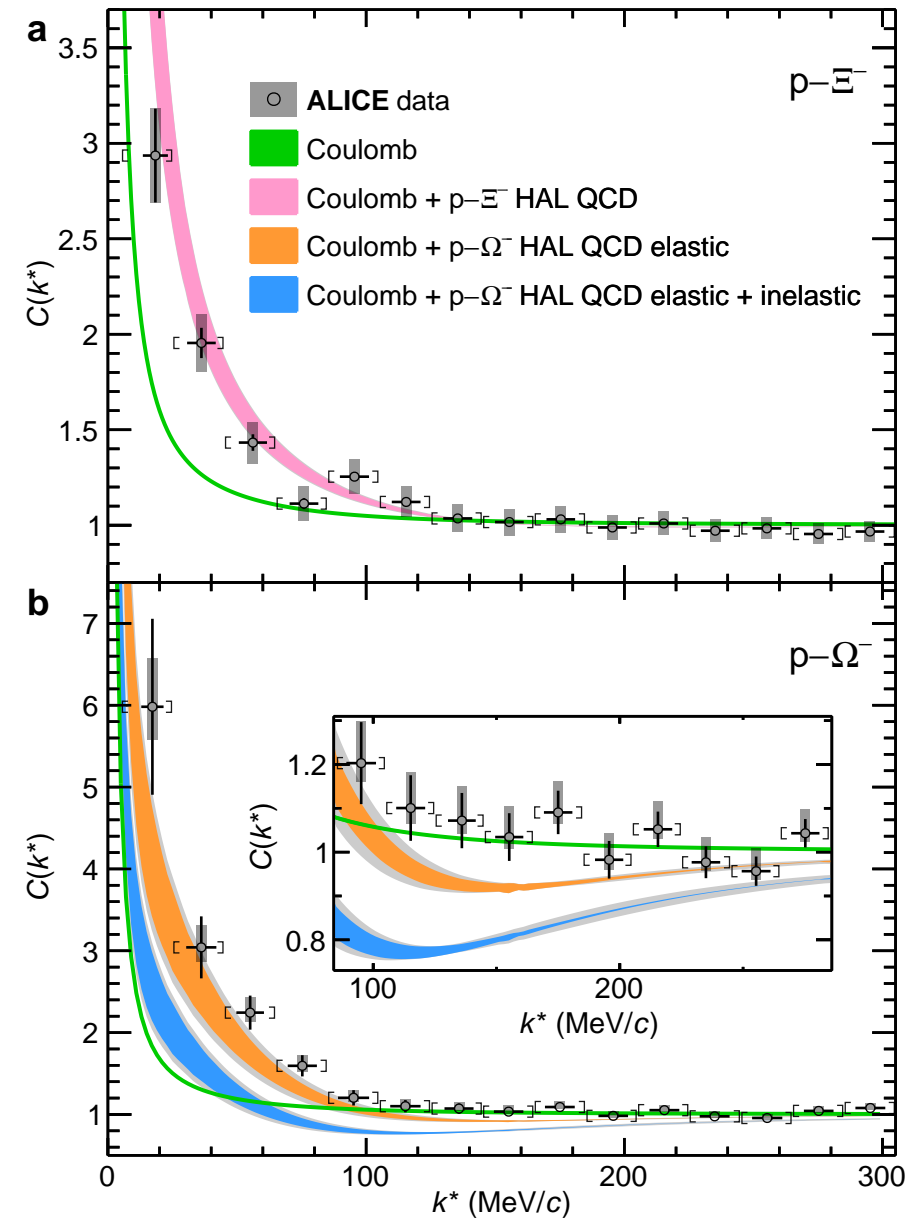 a
p−Ξ⁻
3.5
3
2.5
2
1.5
1
C(k*)
ALICE data
Coulomb
Coulomb + p−Ξ⁻ HAL QCD
Coulomb + p−Ω⁻ HAL QCD elastic
Coulomb + p−Ω⁻ HAL QCD elastic + inelastic
b
p−Ω⁻
7
6
5
4
3
2
1
C(k*)
1.2
1
0.8
C(k*)
100 200
k* (MeV/c)
0 100 200 300
k* (MeV/c)